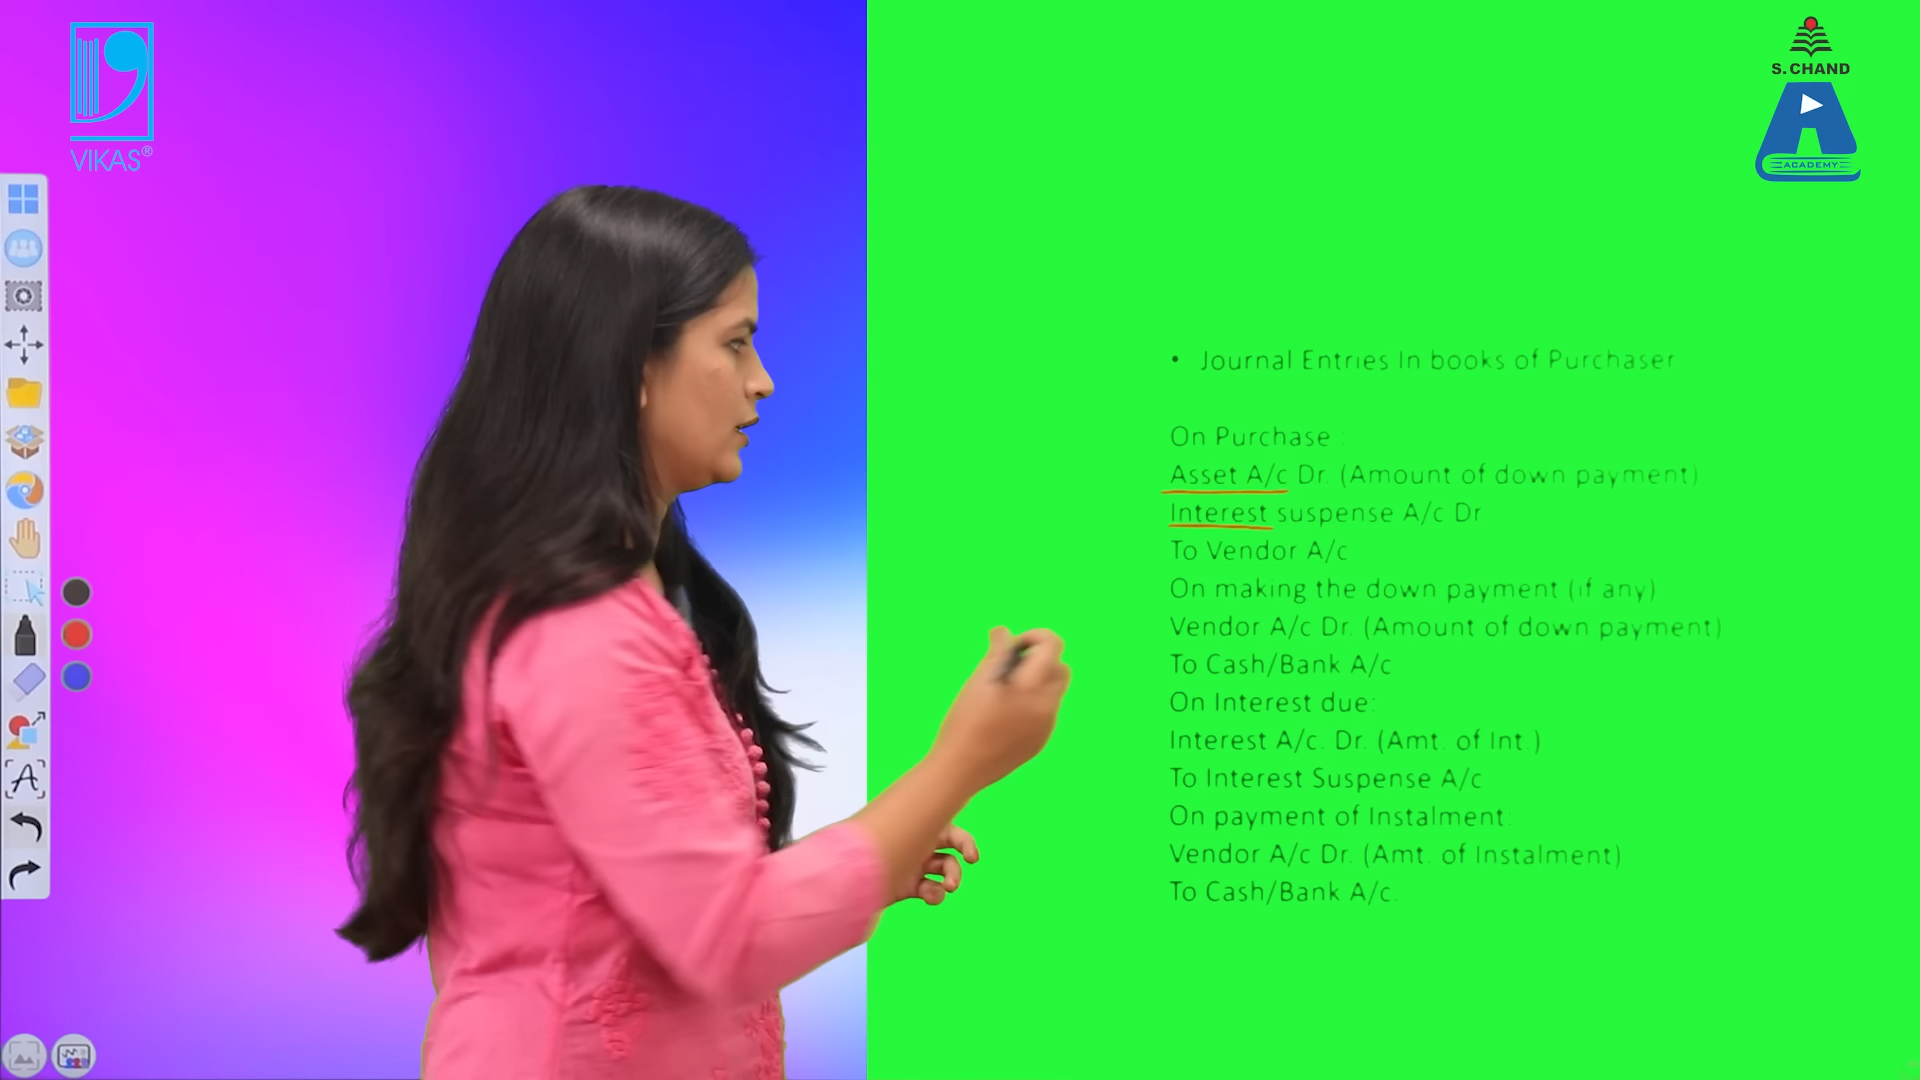 VIKAS®
S. CHAND
ACADEMY
• Journal Entries In books of Purchaser
On Purchase :
Asset A/c Dr. (Amount of down payment)
Interest suspense A/c Dr
To Vendor A/c
On making the down payment (if any)
Vendor A/c Dr. (Amount of down payment)
To Cash/Bank A/c
On Interest due:
Interest A/c. Dr. (Amt. of Int.)
To Interest Suspense A/c
On payment of Instalment:
Vendor A/c Dr. (Amt. of Instalment)
To Cash/Bank A/c.